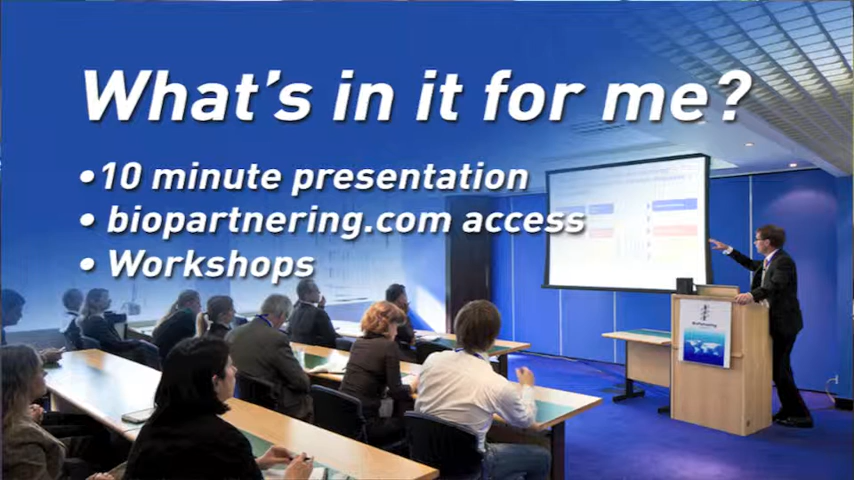 What's in it for me?
•10 minute presentation
• biopartnering.com access
• Workshops